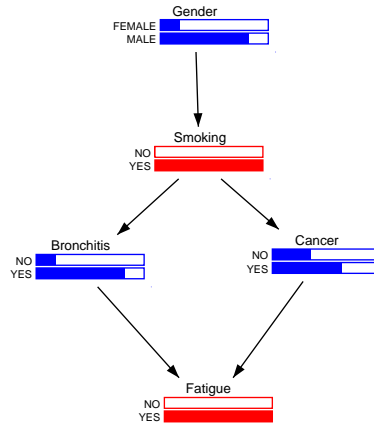 Gender
FEMALE
MALE
Smoking
NO
YES
Bronchitis
NO
YES
Cancer
NO
YES
Fatigue
NO
YES